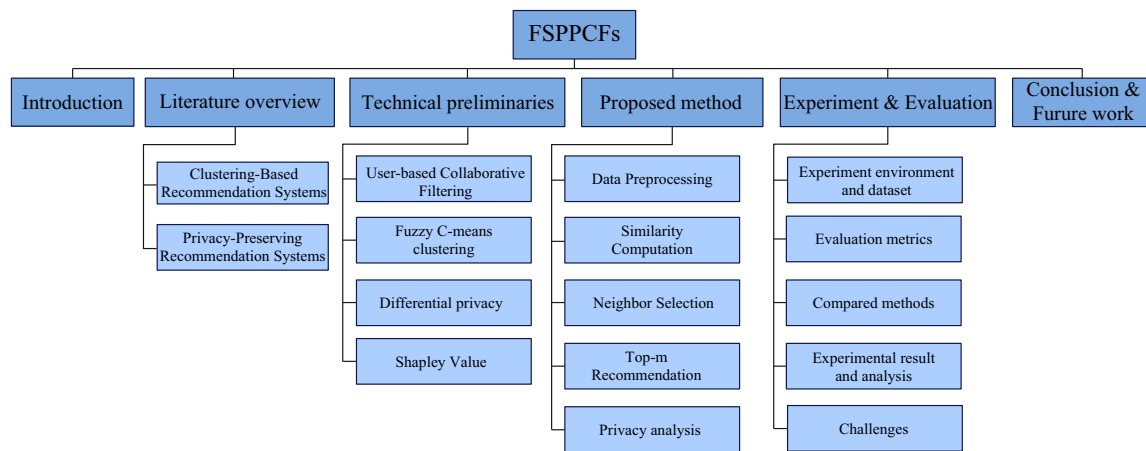 FSPPCFs
Introduction
Literature overview
Technical preliminaries
Proposed method
Experiment & Evaluation
Conclusion &
Furure work
Clustering-Based
Recommendation Systems
Privacy-Preserving
Recommendation Systems
User-based Collaborative
Filtering
Fuzzy C-means
clustering
Differential privacy
Shapley Value
Data Preprocessing
Similarity
Computation
Neighbor Selection
Top-m
Recommendation
Privacy analysis
Experiment environment
and dataset
Evaluation metrics
Compared methods
Experimental result
and analysis
Challenges